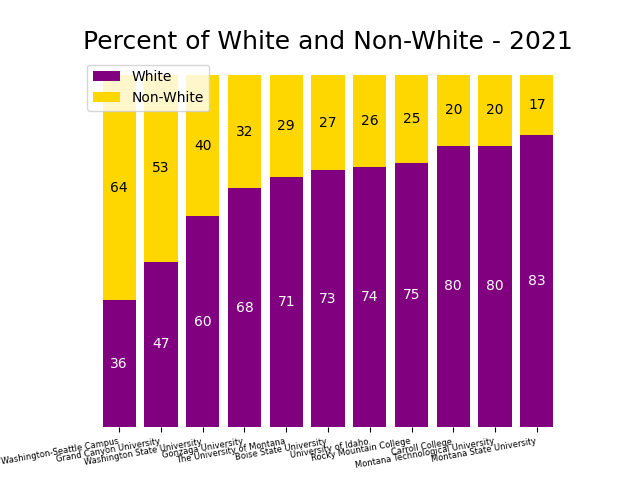 Percent of White and Non-White - 2021
White
Non-White
64 53 40 32 29 27 26 25 20 20 17
36 47 60 68 71 73 74 75 80 80 83
Washington-Seattle Campus
Grand Canyon University
Washington State University
Gonzaga University
The University of Montana
Boise State University
University of Idaho
Rocky Mountain College
Carroll College
Montana Technological University
Montana State University